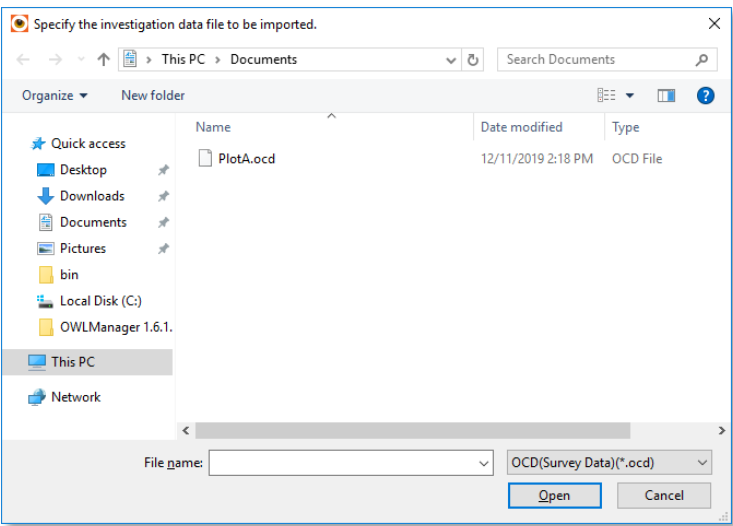 Specify the investigation data file to be imported.
This PC > Documents
Search Documents
Organize
New folder
Name
Date modified
Type
PlotA.ocd
12/11/2019 2:18 PM
OCD File
Quick access
Desktop
Downloads
Documents
Pictures
bin
Local Disk (C:)
OWLManager 1.6.1.
This PC
Network
File name:
OCD(Survey Data)(*.ocd)
Open
Cancel